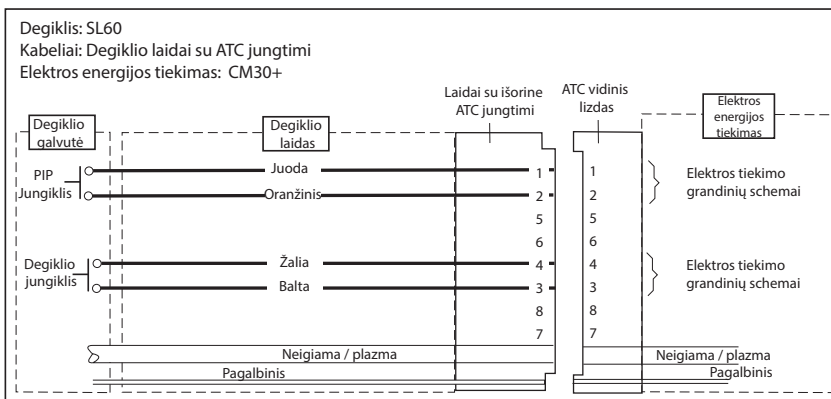 Degiklis: SL60
Kabeliai: Degiklio laidai su ATC jungtimi
Elektros energijos tiekimas: CM30+
Laidai su išorine
ATC jungtimi
ATC vidinis
lizdas
Elektros
energijos
tiekimas
Degiklio
galvutė
Degiklio
laidas
PIP
Jungiklis
Juoda
1
1
Oranžinis
2
2
Elektros tiekimo
grandinių schemai
5
5
6
6
Degiklio
jungiklis
Žalia
4
4
Balta
3
3
Elektros tiekimo
grandinių schemai
8
8
7
7
Neigiama / plazma
Neigiama / plazma
Pagalbinis
Pagalbinis